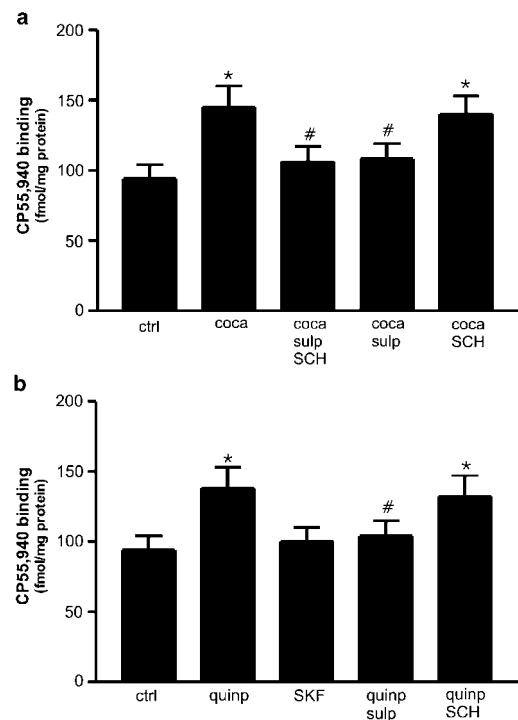 a
CP55,940 binding
(fmol/mg protein)
200
150
100
50
0
*
#
#
*
ctrl
coca
coca
sulp
SCH
coca
sulp
coca
SCH
b
CP55,940 binding
(fmol/mg protein)
200
150
100
50
0
*
#
*
ctrl
quinp
SKF
quinp
sulp
quinp
SCH